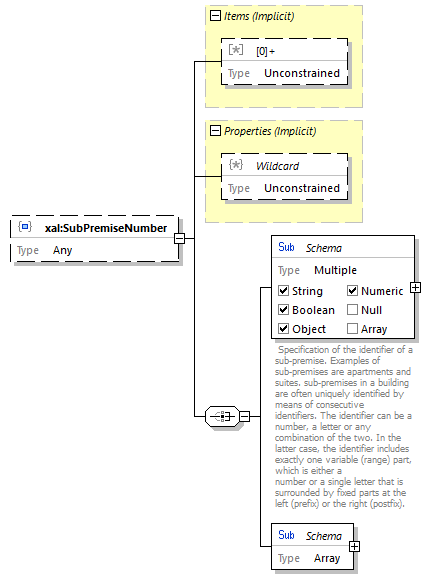 Items (Implicit)
[0]+
Type Unconstrained
Properties (Implicit)
Wildcard
Type Unconstrained
xal:SubPremiseNumber
Type Any
Sub Schema
Type Multiple
String Numeric
Boolean Null
Object Array
Specification of the identifier of a
sub-premise. Examples of
sub-premises are apartments and
suites. sub-premises in a building
are often uniquely identified by
means of consecutive
identifiers. The identifier can be a
number, a letter or any
combination of the two. In the
latter case, the identifier includes
exactly one variable (range) part,
which is either a
number or a single letter that is
surrounded by fixed parts at the
left (prefix) or the right (postfix).
Sub Schema
Type Array